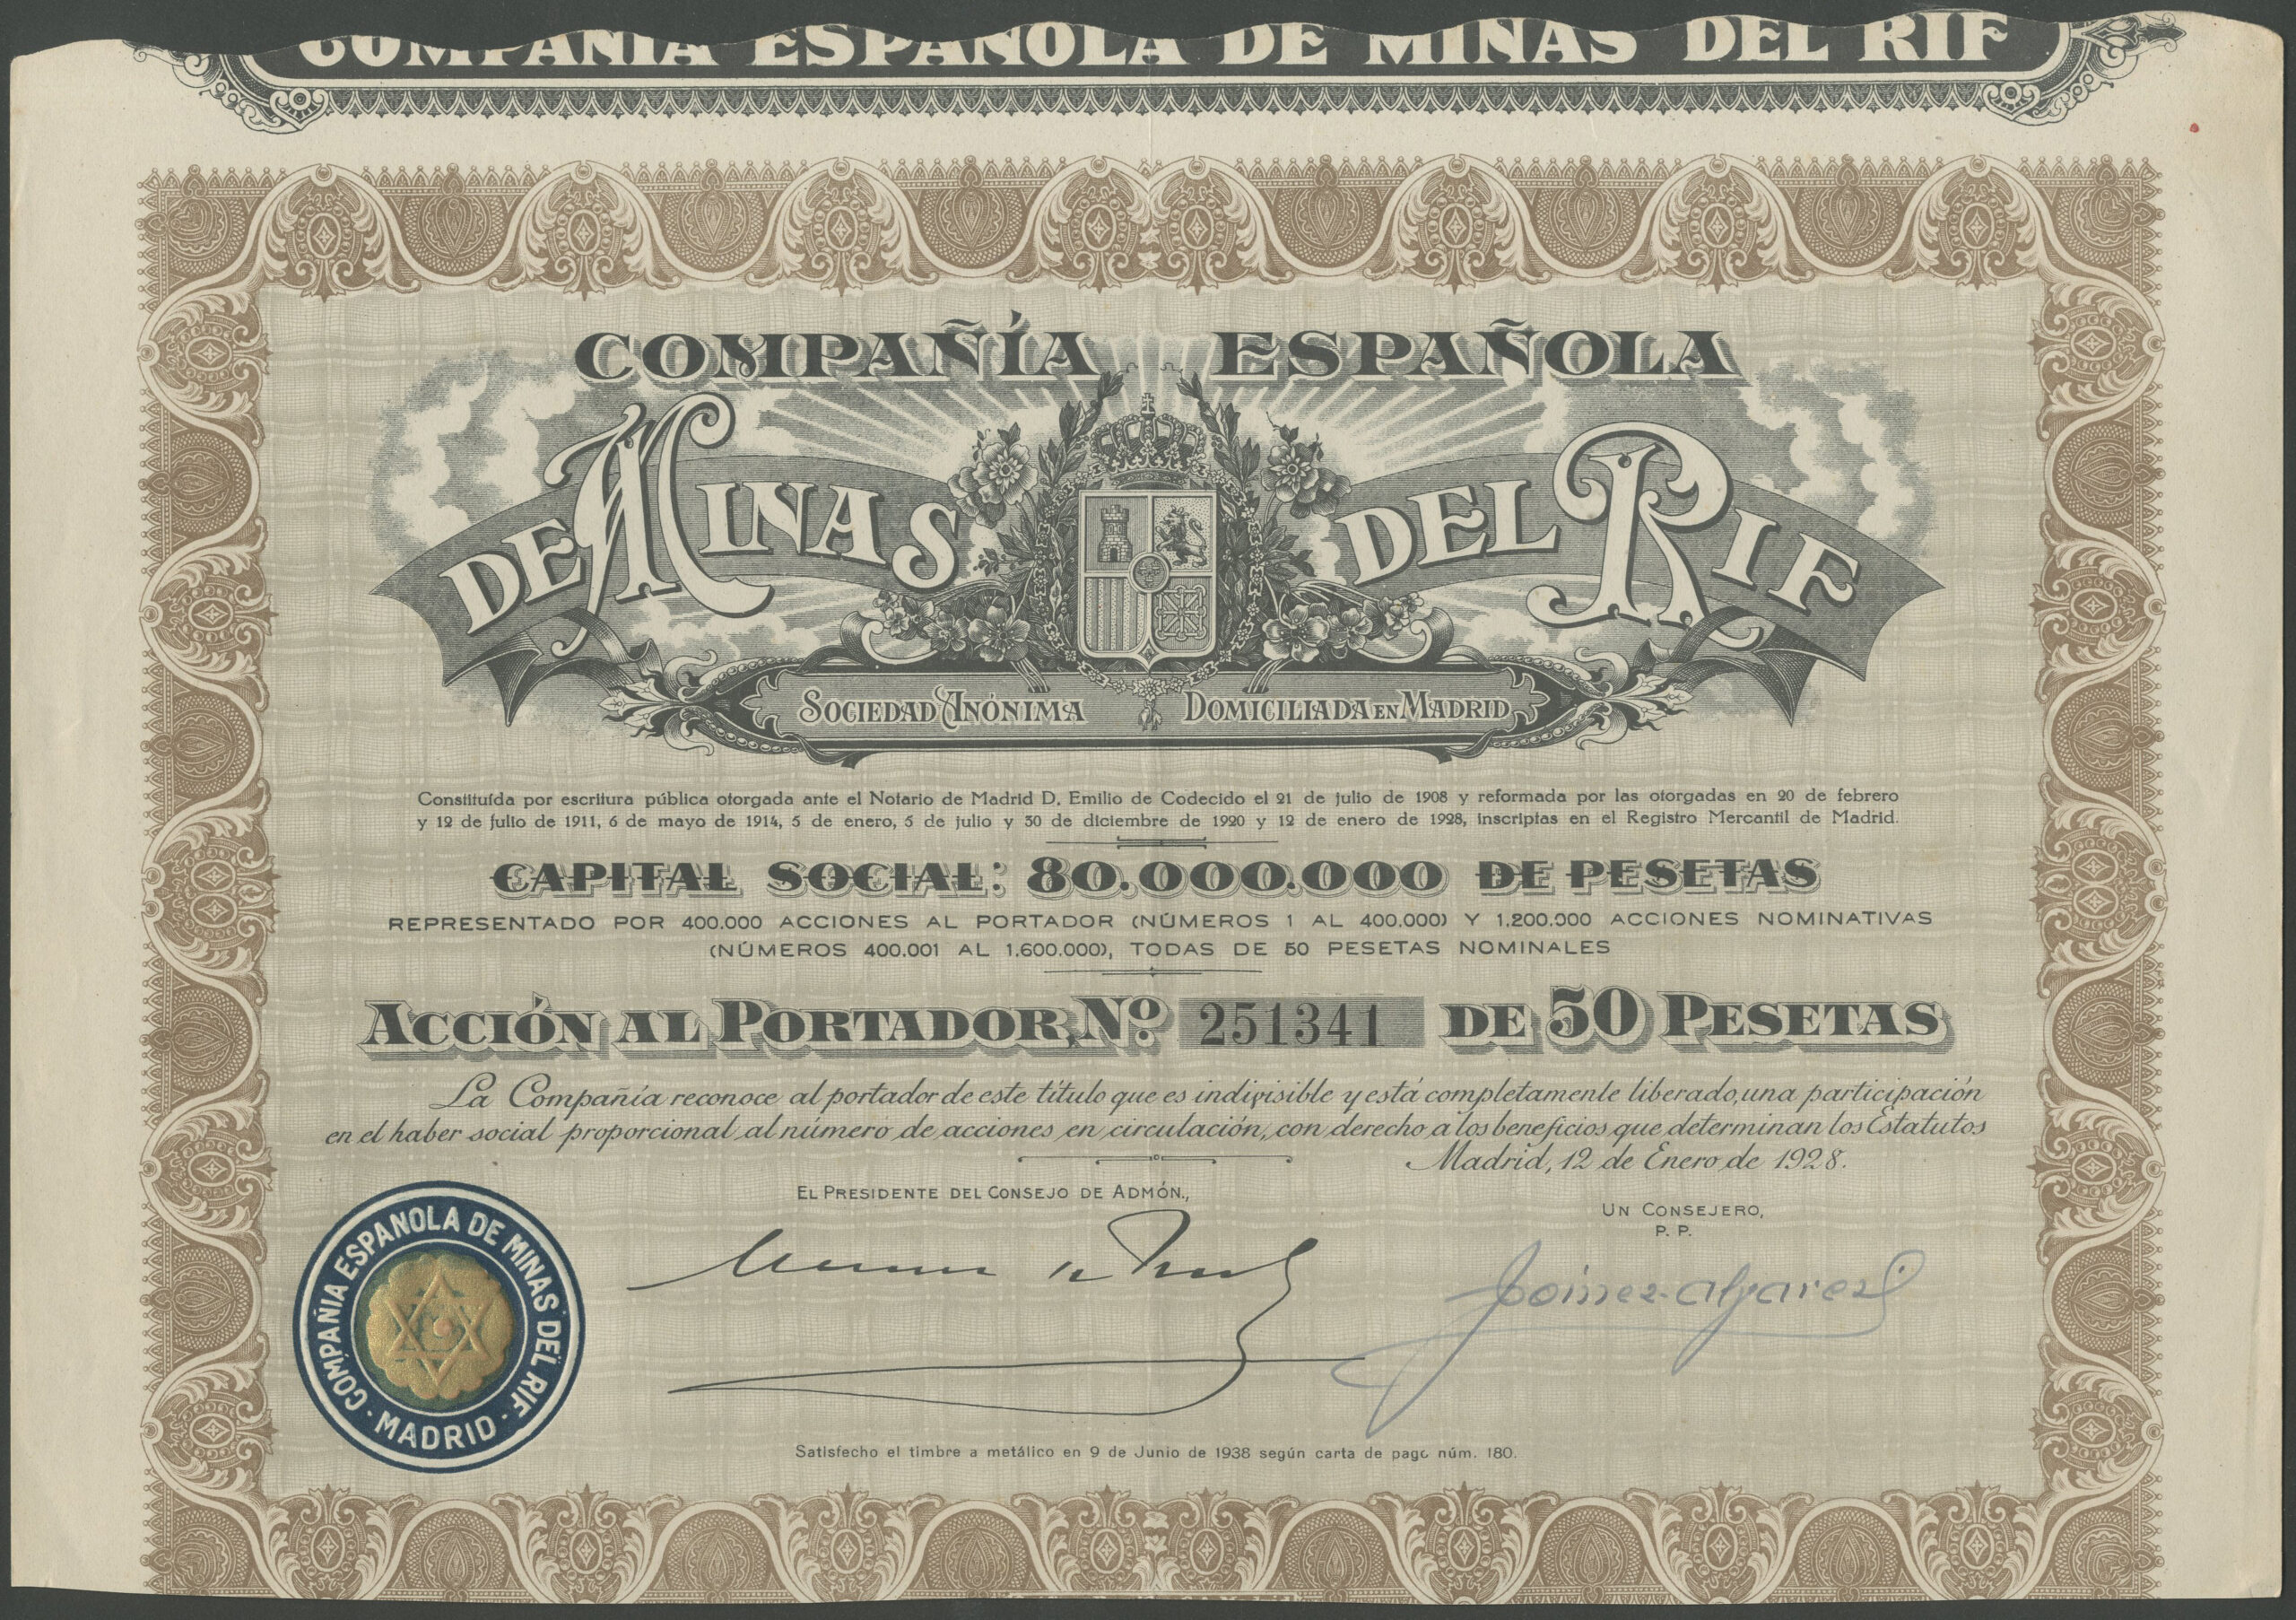 COMPAÑIA ESPAÑOLA DE MINAS DEL RIF
COMPAÑÍA ESPAÑOLA
DE MINAS DEL RIF
SOCIEDAD ANÓNIMA DOMICILIADA EN MADRID
Constituída por escritura pública otorgada ante el Notario de Madrid D. Emilio de Codecido el 21 de julio de 1908 y reformada por las otorgadas en 20 de febrero
y 12 de julio de 1911, 6 de mayo de 1914, 5 de enero, 5 de julio y 30 de diciembre de 1920 y 12 de enero de 1928, inscriptas en el Registro Mercantil de Madrid.
CAPITAL SOCIAL: 80.000.000 DE PESETAS
REPRESENTADO POR 400.000 ACCIONES AL PORTADOR (NÚMEROS 1 AL 400.000) Y 1.200.000 ACCIONES NOMINATIVAS
(NÚMEROS 400.001 AL 1.600.000), TODAS DE 50 PESETAS NOMINALES
ACCIÓN AL PORTADOR, Nº. 251341 DE 50 PESETAS
La Compañía reconoce al portador de este título que es indivisible y está completamente liberado, una participación
en el haber social proporcional al número de acciones en circulación, con derecho a los beneficios que determinan los Estatutos
Madrid, 12 de Enero de 1928.
EL PRESIDENTE DEL CONSEJO DE ADMÓN.,
UN CONSEJERO,
P. P.
Gómez-Alvarez
COMPAÑIA ESPAÑOLA DE MINAS DEL RIF · MADRID ·
Satisfecho el timbre a metálico en 9 de Junio de 1938 según carta de pago núm. 180.